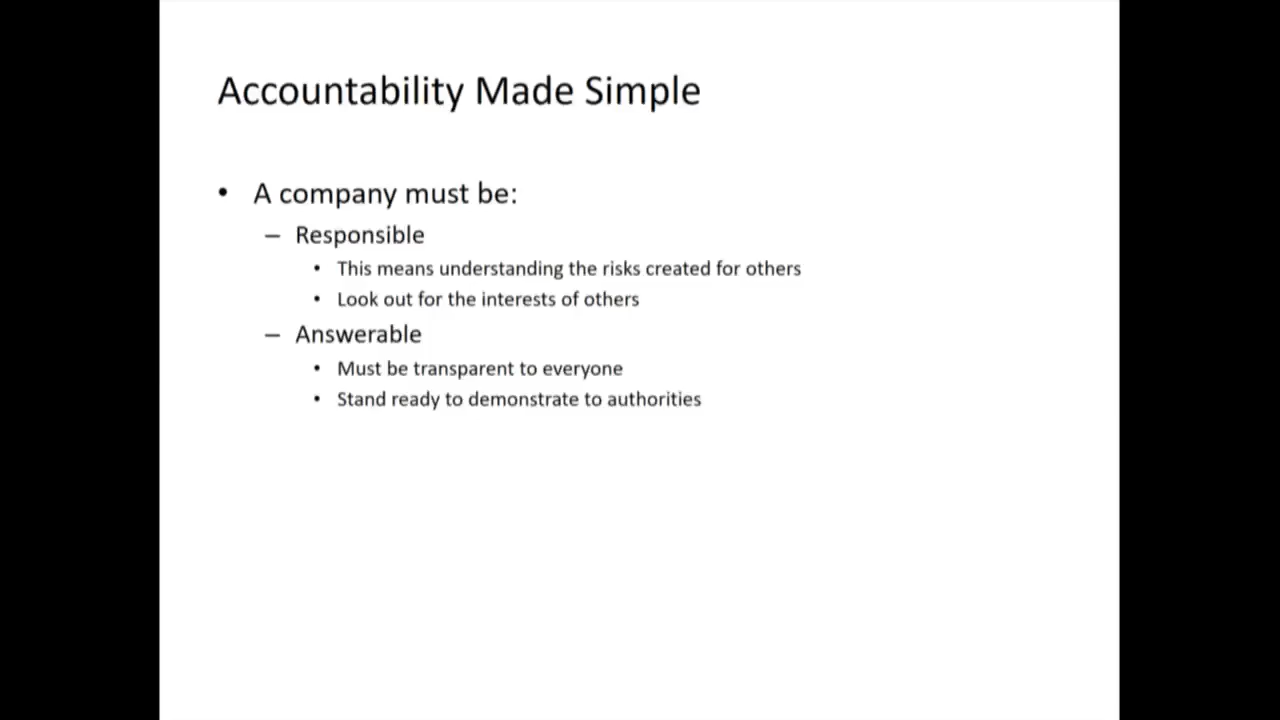 Accountability Made Simple
• A company must be:
– Responsible
• This means understanding the risks created for others
• Look out for the interests of others
– Answerable
• Must be transparent to everyone
• Stand ready to demonstrate to authorities